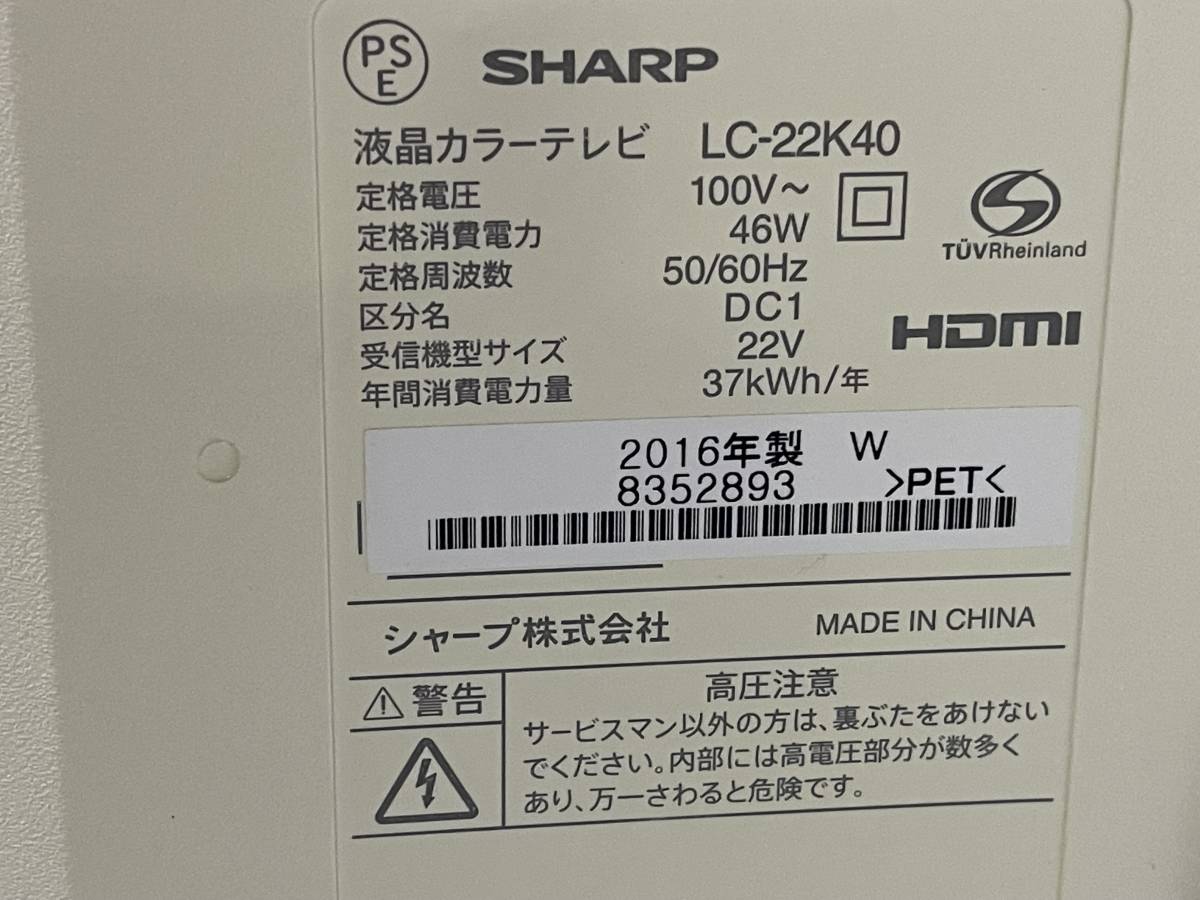 PS
E
SHARP
液晶カラーテレビ LC-22K40
定格電圧 100V～
定格消費電力 46W
定格周波数 50/60Hz
区分名 DC1
受信機型サイズ 22V
年間消費電力量 37kWh/年
TÜVRheinland
HDMI
2016年製 W
8352893 >PET<
シャープ株式会社 MADE IN CHINA
警告
高圧注意
サービスマン以外の方は、裏ぶたをあけない
でください。内部には高電圧部分が数多く
あり、万一さわると危険です。